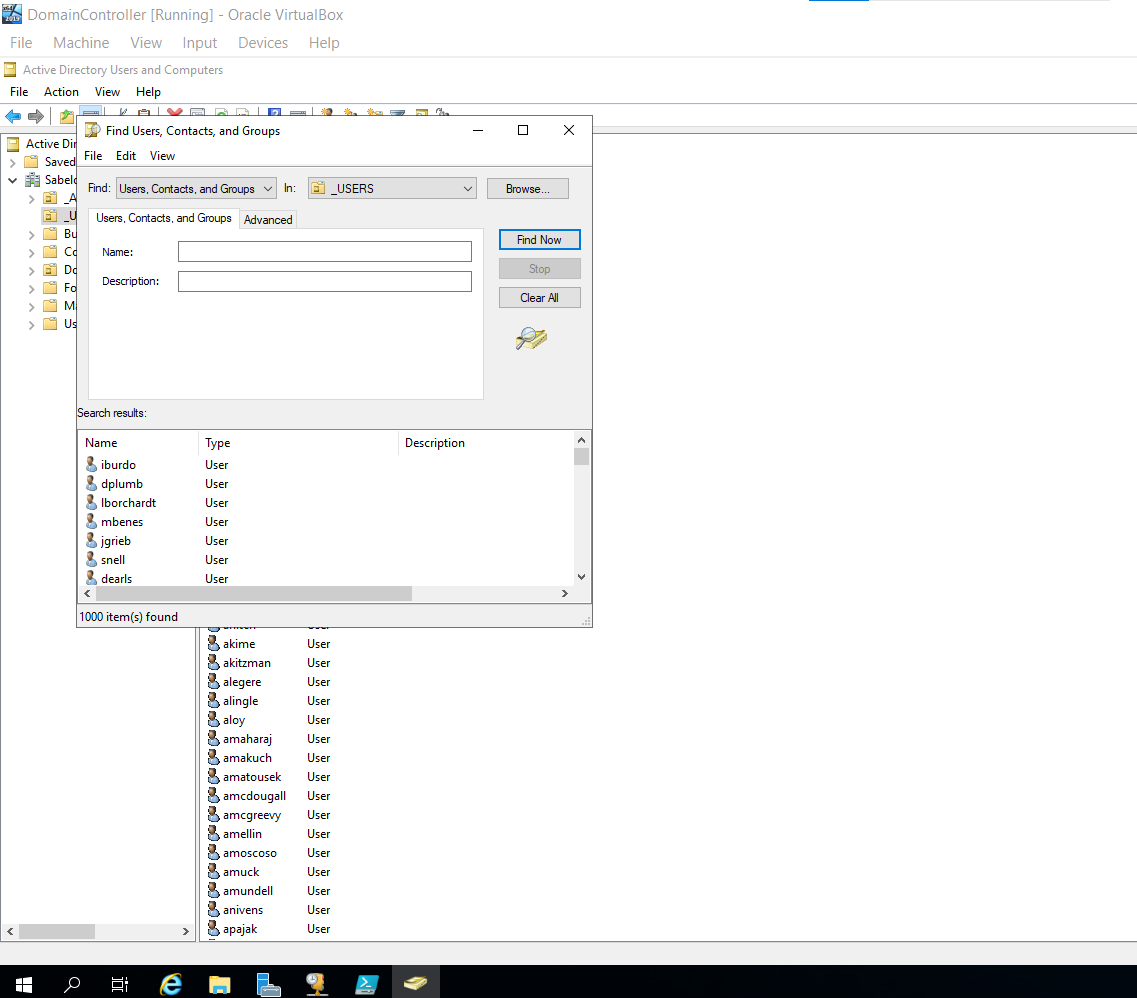 DomainController [Running] - Oracle VirtualBox
File Machine View Input Devices Help
Active Directory Users and Computers
File Action View Help
Find Users, Contacts, and Groups
File Edit View
Find: Users, Contacts, and Groups In: _USERS Browse...
Users, Contacts, and Groups Advanced
Name:
Description:
Find Now
Stop
Clear All
Search results:
Name Type Description
iburdo User
dplumb User
lborchardt User
mbenes User
jgrieb User
snell User
dearls User
1000 item(s) found
Active Dir
Saved
Sabelo
_A
_U
Bu
Co
Do
Fo
Ma
Us
akime User
akitzman User
alegere User
alingle User
aloy User
amaharaj User
amakuch User
amatousek User
amcdougall User
amcgreevy User
amellin User
amoscoso User
amuck User
amundell User
anivens User
apajak User